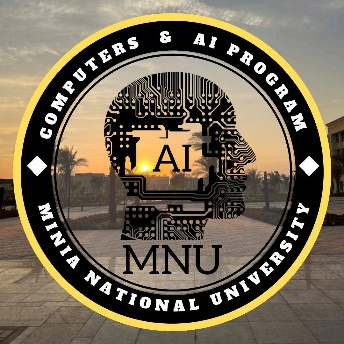 COMPUTERS & AI PROGRAM
AI
MNU
MINIA NATIONAL UNIVERSITY